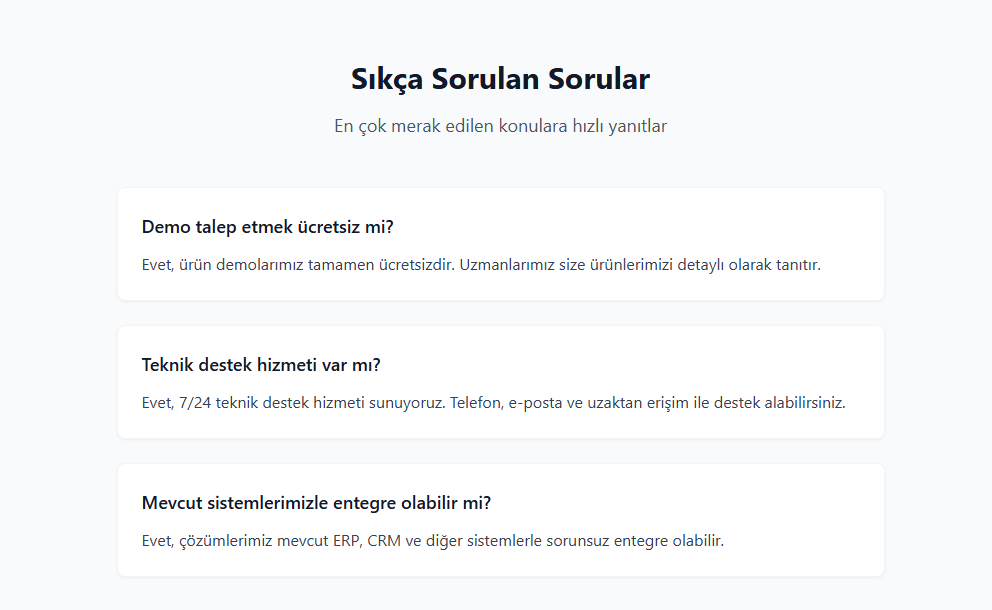 Sıkça Sorulan Sorular
En çok merak edilen konulara hızlı yanıtlar
Demo talep etmek ücretsiz mi?
Evet, ürün demolarımız tamamen ücretsizdir. Uzmanlarımız size ürünlerimizi detaylı olarak tanıtır.
Teknik destek hizmeti var mı?
Evet, 7/24 teknik destek hizmeti sunuyoruz. Telefon, e-posta ve uzaktan erişim ile destek alabilirsiniz.
Mevcut sistemlerimizle entegre olabilir mi?
Evet, çözümlerimiz mevcut ERP, CRM ve diğer sistemlerle sorunsuz entegre olabilir.